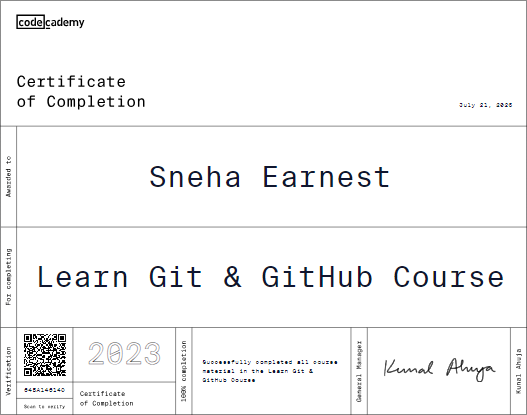 codecademy
Certificate
of Completion
July 21, 2025
Awarded to
Sneha Earnest
For completing
Learn Git & GitHub Course
Verification
545A146140
Scan to verify
2023
Certificate
of Completion
100% completion
Successfully completed all course
material in the Learn Git &
GitHub Course
General Manager
Kunal Ahuja
Kunal Ahuja